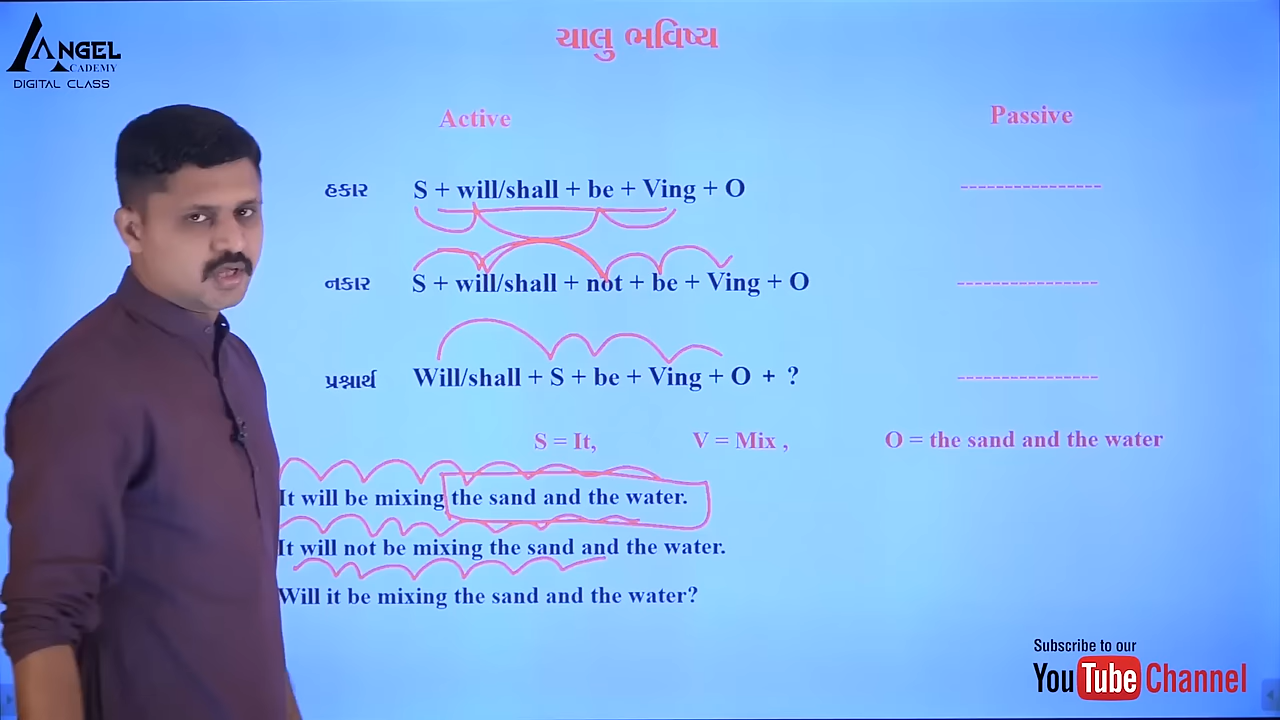 ANGEL
ACADEMY
DIGITAL CLASS
ચાલુ ભવિષ્ય
Active Passive
હકાર S + will/shall + be + Ving + O ----------------
નકાર S + will/shall + not + be + Ving + O ----------------
પ્રશ્નાર્થ Will/shall + S + be + Ving + O + ? ----------------
S = It, V = Mix , O = the sand and the water
It will be mixing the sand and the water.
It will not be mixing the sand and the water.
Will it be mixing the sand and the water?
Subscribe to our
YouTube Channel